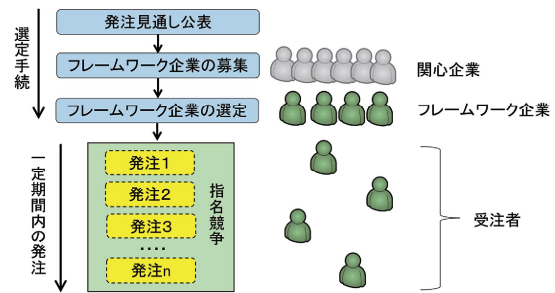 選定手続
発注見通し公表
フレームワーク企業の募集
関心企業
フレームワーク企業の選定
フレームワーク企業
一定期間内の発注
発注1
発注2
発注3
....
発注n
指名競争
受注者